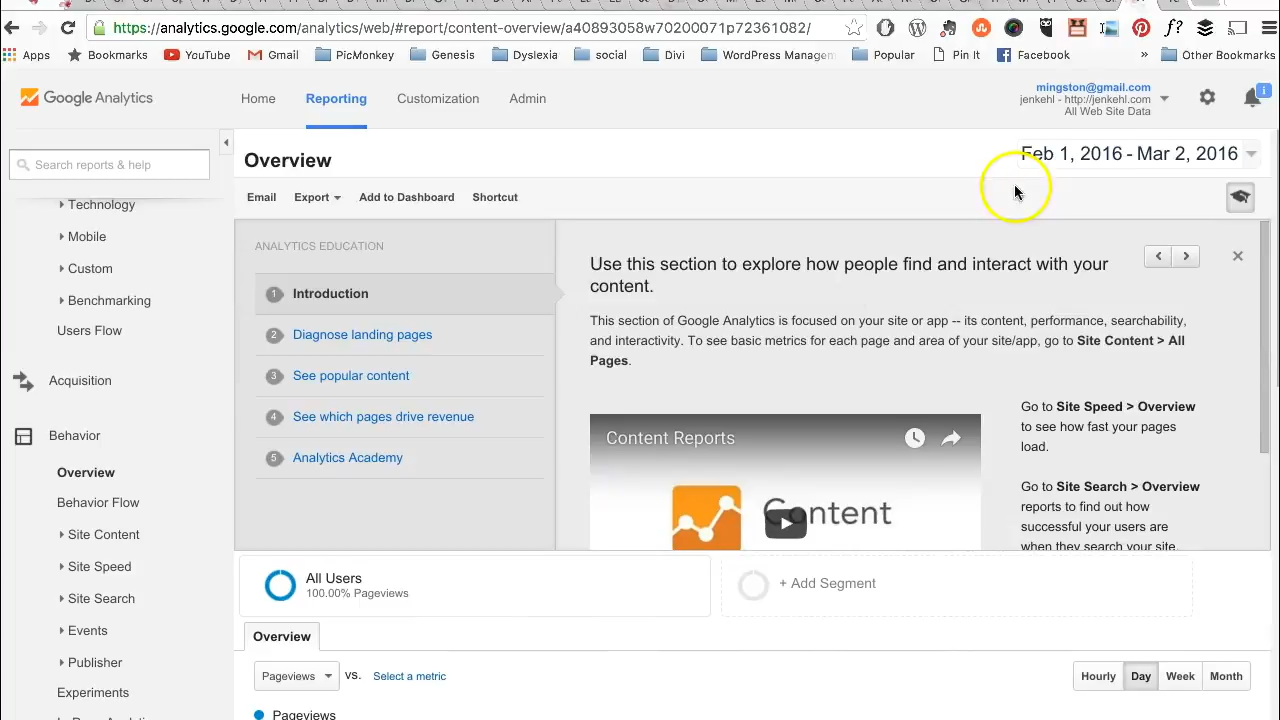 https://analytics.google.com/analytics/web/#report/content-overview/a40893058w70200071p72361082/
Apps Bookmarks YouTube Gmail PicMonkey Genesis Dyslexia social Divi WordPress Managem Popular Pin It Facebook » Other Bookmarks
Google Analytics
Home Reporting Customization Admin
mingston@gmail.com
jenkehl - http://jenkehl.com
All Web Site Data
Search reports & help
Overview
Feb 1, 2016 - Mar 2, 2016
Email Export Add to Dashboard Shortcut
Technology
Mobile
Custom
Benchmarking
Users Flow
Acquisition
Behavior
Overview
Behavior Flow
Site Content
Site Speed
Site Search
Events
Publisher
Experiments
ANALYTICS EDUCATION
1 Introduction
2 Diagnose landing pages
3 See popular content
4 See which pages drive revenue
5 Analytics Academy
Use this section to explore how people find and interact with your
content.
This section of Google Analytics is focused on your site or app -- its content, performance, searchability,
and interactivity. To see basic metrics for each page and area of your site/app, go to Site Content > All
Pages.
Content Reports
Content
Go to Site Speed > Overview
to see how fast your pages
load.
Go to Site Search > Overview
reports to find out how
successful your users are
when they search your site.
All Users
100.00% Pageviews
+ Add Segment
Overview
Pageviews VS. Select a metric
Hourly Day Week Month
Pageviews